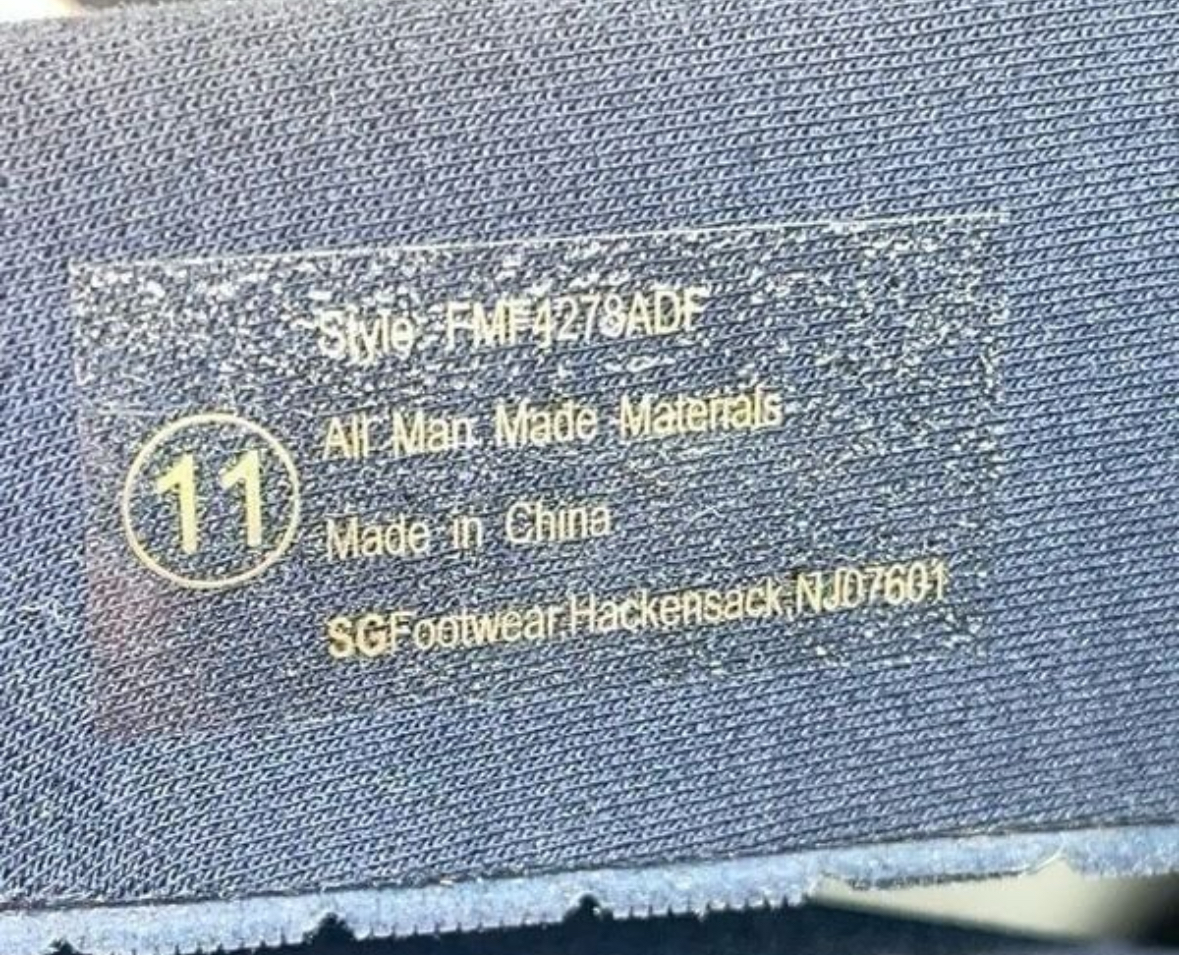 Style: FMF4278ADF
All Man Made Materials
11
Made in China
SGFootwear,Hackensack,NJ07601